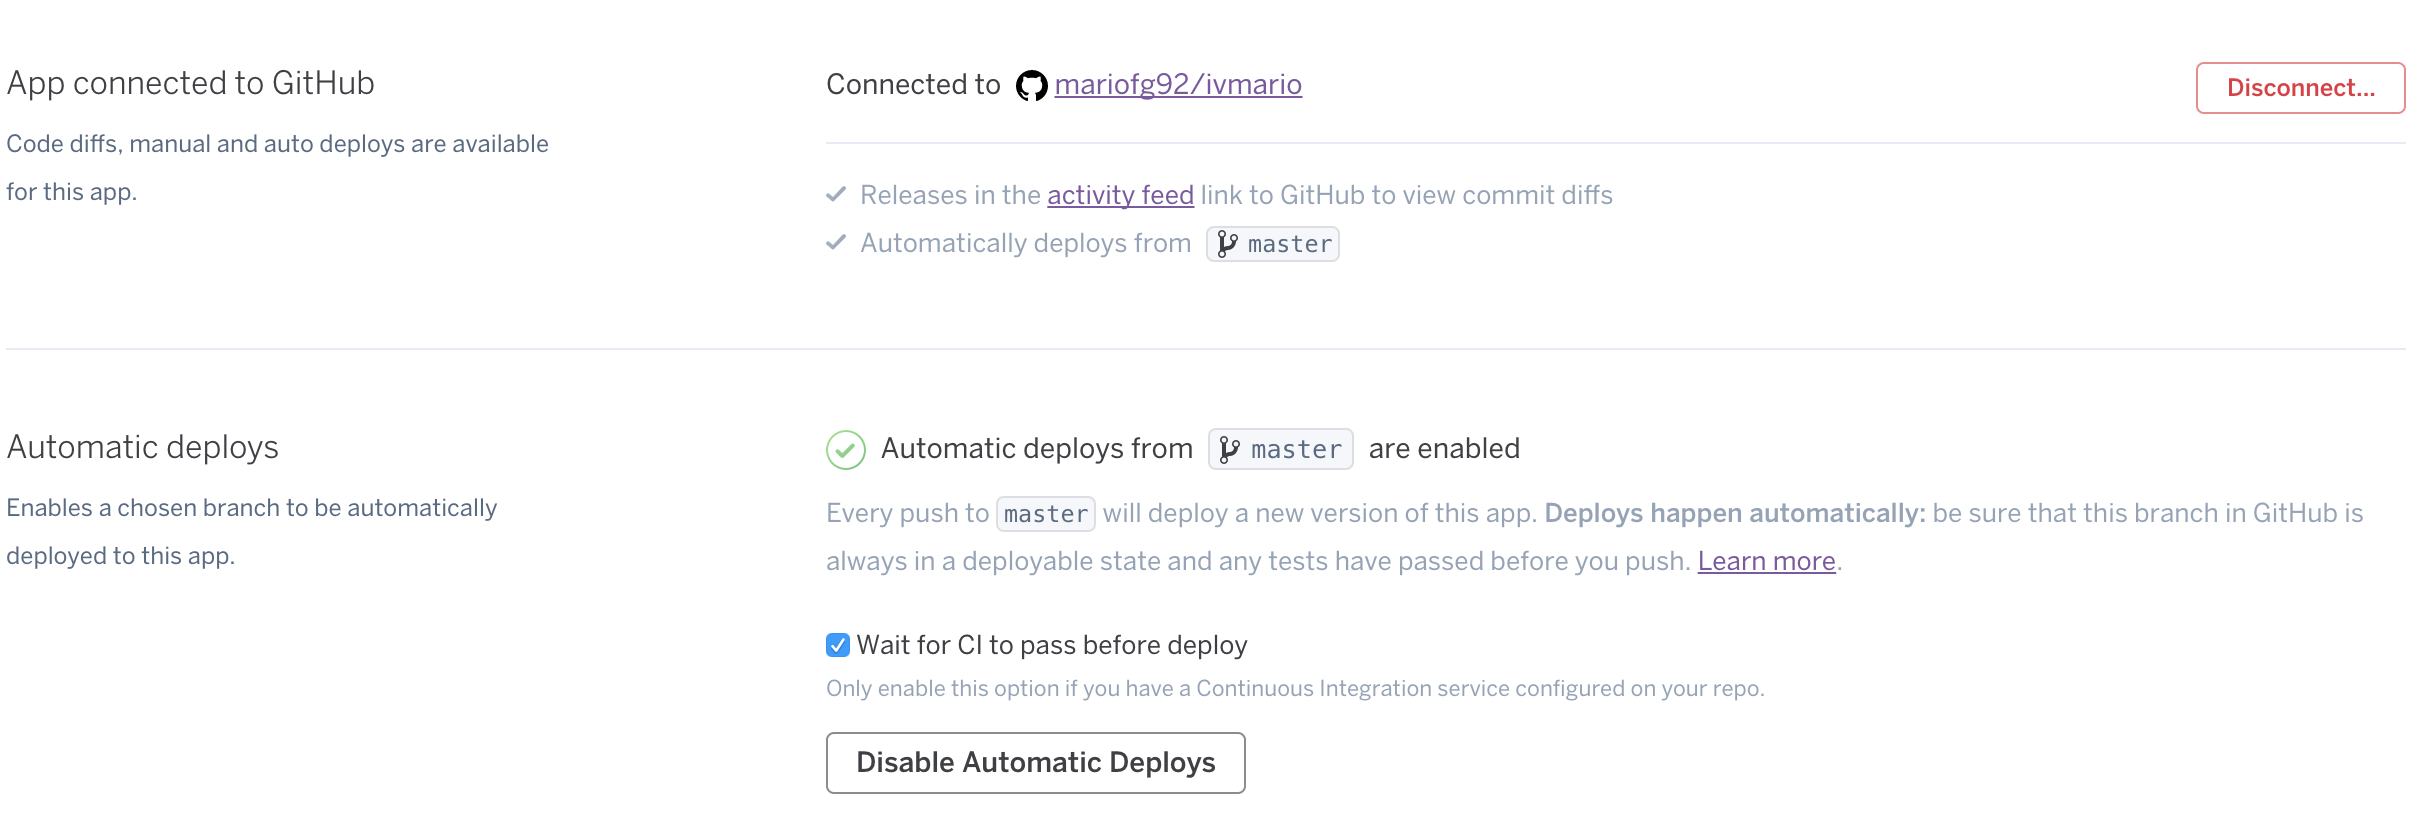 App connected to GitHub
Code diffs, manual and auto deploys are available
for this app.
Connected to mariofg92/ivmario
Disconnect...
Releases in the activity feed link to GitHub to view commit diffs
Automatically deploys from master
Automatic deploys
Enables a chosen branch to be automatically
deployed to this app.
Automatic deploys from master are enabled
Every push to master will deploy a new version of this app. Deploys happen automatically: be sure that this branch in GitHub is
always in a deployable state and any tests have passed before you push. Learn more.
Wait for CI to pass before deploy
Only enable this option if you have a Continuous Integration service configured on your repo.
Disable Automatic Deploys